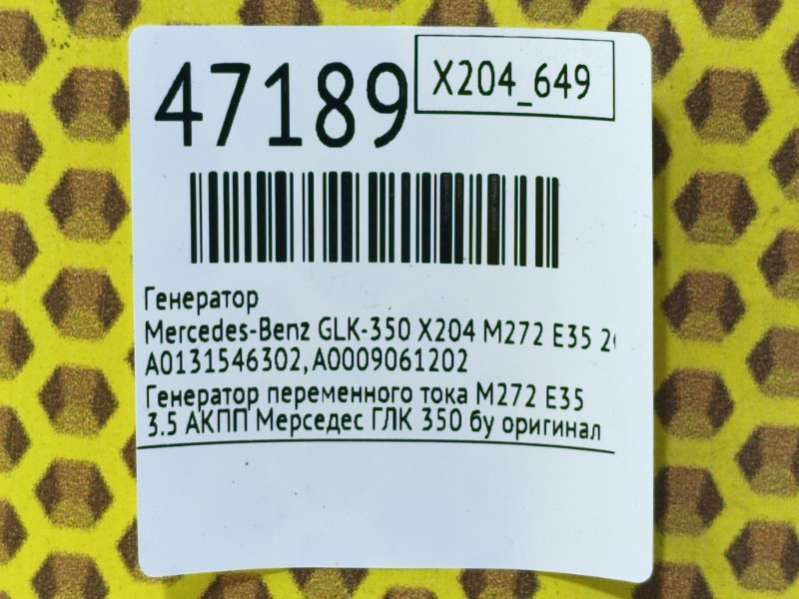 47189
X204_649
Генератор
Mercedes-Benz GLK-350 X204 M272 E35
A0131546302, A0009061202
Генератор переменного тока M272 E35
3.5 АКПП Мерседес ГЛК 350 бу оригинал